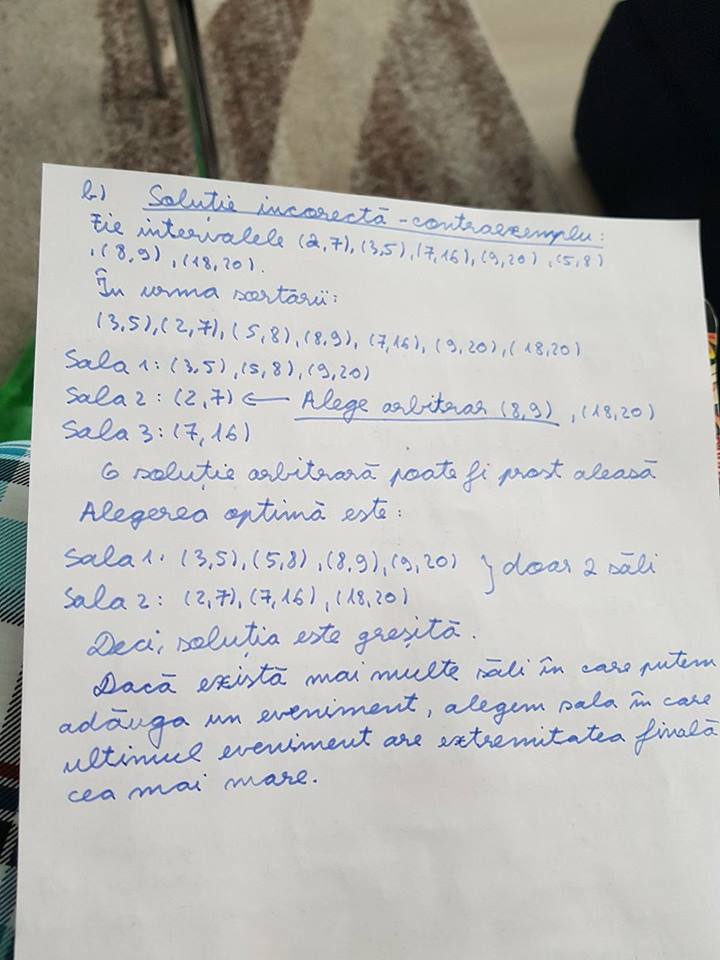 b) Soluție incorectă - contraexemplu:
Fie intervalele (2,7),(3,5),(7,16),(9,20),(5,8)
,(8,9),(18,20).
În urma sortării:
(3,5),(2,7),(5,8),(8,9),(7,16),(9,20),(18,20)
Sala 1: (3,5),(5,8),(9,20)
Sala 2: (2,7) ← Alege arbitrar (8,9) ,(18,20)
Sala 3: (7,16)
O soluție arbitrară poate fi prost aleasă
Alegerea optimă este:
Sala 1: (3,5),(5,8),(8,9),(9,20) } doar 2 săli
Sala 2: (2,7),(7,16),(18,20)
Deci, soluția este greșită.
Dacă există mai multe săli în care putem
adăuga un eveniment, alegem sala în care
ultimul eveniment are extremitatea finală
cea mai mare.